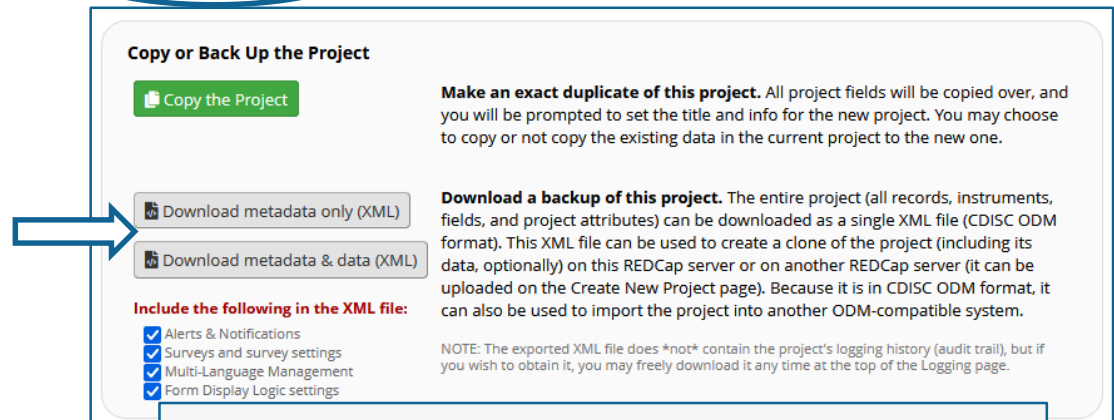 Copy or Back Up the Project
Copy the Project
Make an exact duplicate of this project. All project fields will be copied over, and
you will be prompted to set the title and info for the new project. You may choose
to copy or not copy the existing data in the current project to the new one.
Download metadata only (XML)
Download metadata & data (XML)
Download a backup of this project. The entire project (all records, instruments,
fields, and project attributes) can be downloaded as a single XML file (CDISC ODM
format). This XML file can be used to create a clone of the project (including its
data, optionally) on this REDCap server or on another REDCap server (it can be
uploaded on the Create New Project page). Because it is in CDISC ODM format, it
can also be used to import the project into another ODM-compatible system.
Include the following in the XML file:
Alerts & Notifications
Surveys and survey settings
Multi-Language Management
Form Display Logic settings
NOTE: The exported XML file does *not* contain the project's logging history (audit trail), but if
you wish to obtain it, you may freely download it any time at the top of the Logging page.